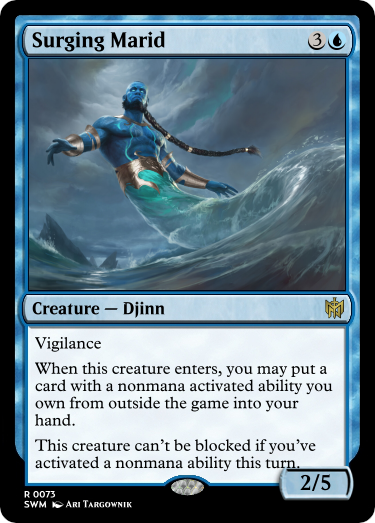 Surging Marid 3
Creature — Djinn
Vigilance
When this creature enters, you may put a
card with a nonmana activated ability you
own from outside the game into your
hand.
This creature can't be blocked if you've
activated a nonmana ability this turn.
2/5
R 0073
SWM ARI TARGOWNIK